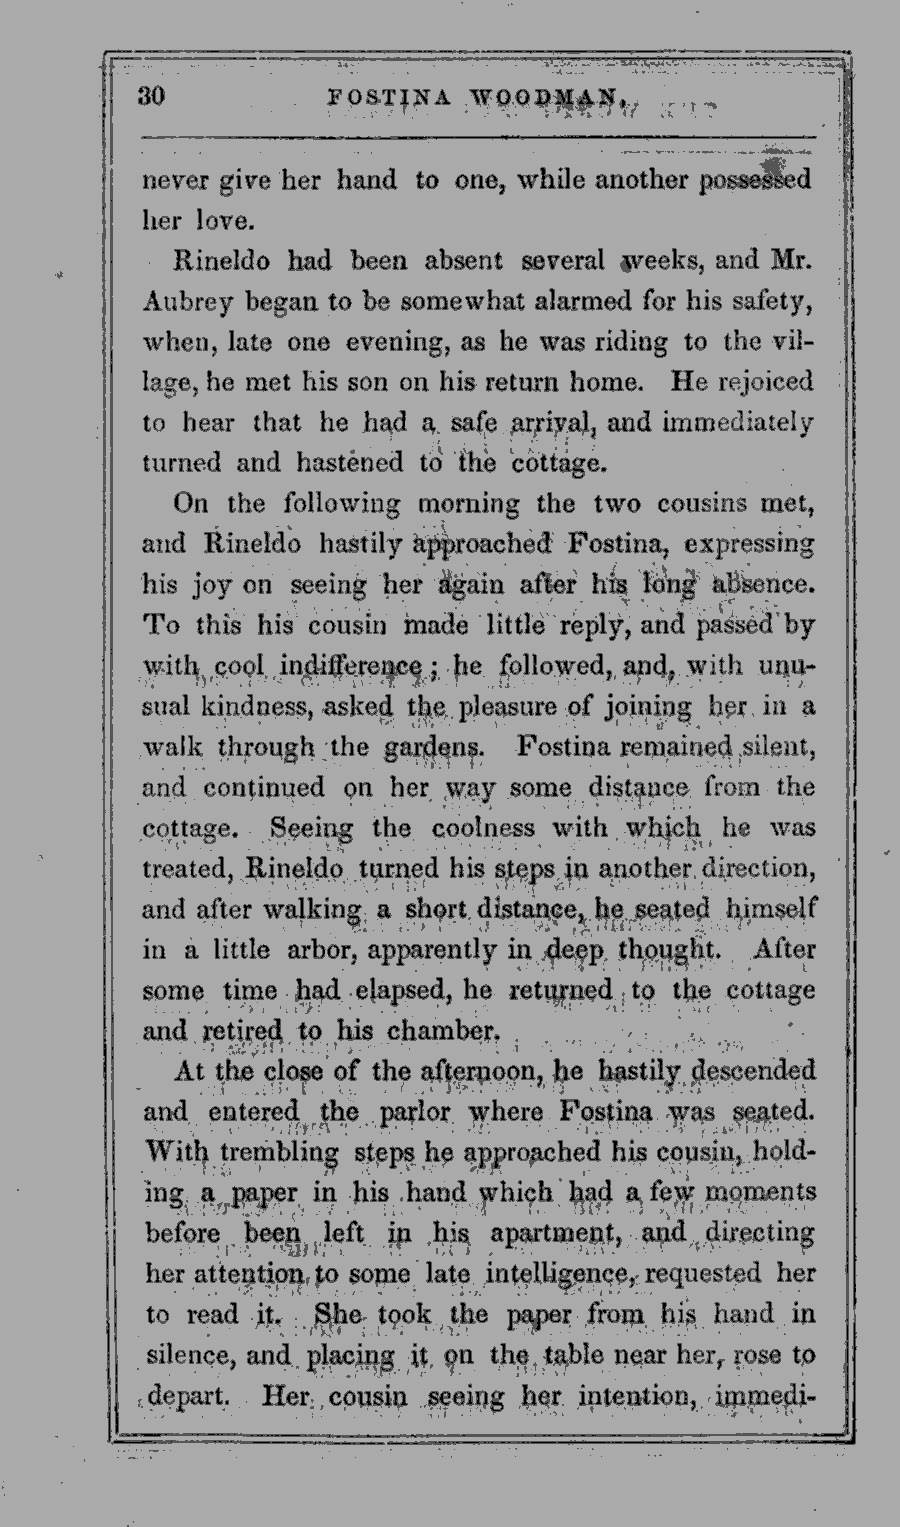 30 FOSTINA WOODMAN,
never give her hand to one, while another possessed
her love.
Rineldo had been absent several weeks, and Mr.
Aubrey began to be somewhat alarmed for his safety,
when, late one evening, as he was riding to the vil-
lage, he met his son on his return home. He rejoiced
to hear that he had a safe arrival, and immediately
turned and hastened to the cottage.
On the following morning the two cousins met,
and Rineldo hastily approached Fostina, expressing
his joy on seeing her again after his long absence.
To this his cousin made little reply, and passed by
with cool indifference; he followed, and, with unu-
sual kindness, asked the pleasure of joining her in a
walk through the gardens. Fostina remained silent,
and continued on her way some distance from the
cottage. Seeing the coolness with which he was
treated, Rineldo turned his steps in another direction,
and after walking a short distance, he seated himself
in a little arbor, apparently in deep thought. After
some time had elapsed, he returned to the cottage
and retired to his chamber.
At the close of the afternoon, he hastily descended
and entered the parlor where Fostina was seated.
With trembling steps he approached his cousin, hold-
ing a paper in his hand which had a few moments
before been left in his apartment, and directing
her attention to some late intelligence, requested her
to read it. She took the paper from his hand in
silence, and placing it on the table near her, rose to
depart. Her cousin seeing her intention, immedi-